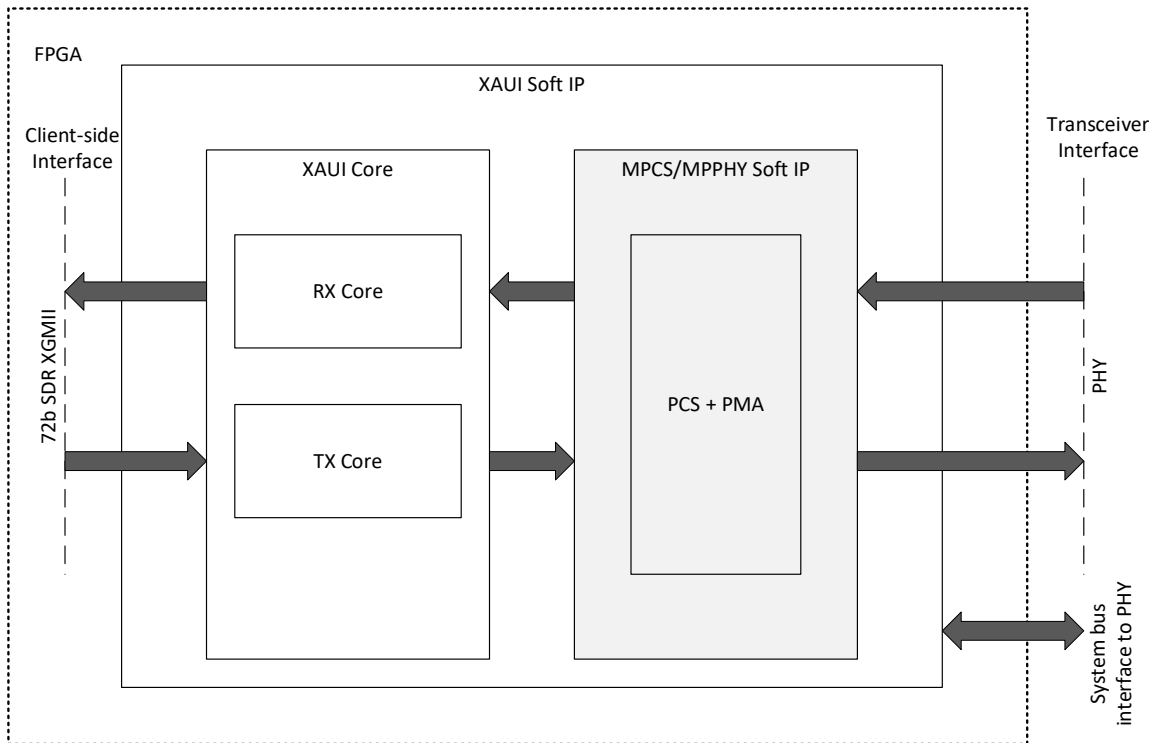 FPGA
XAUI Soft IP
Client-side
Interface
Transceiver
Interface
XAUI Core
MPCS/MPPHY Soft IP
RX Core
72b SDR XGMII
PCS + PMA
PHY
TX Core
System bus
interface to PHY